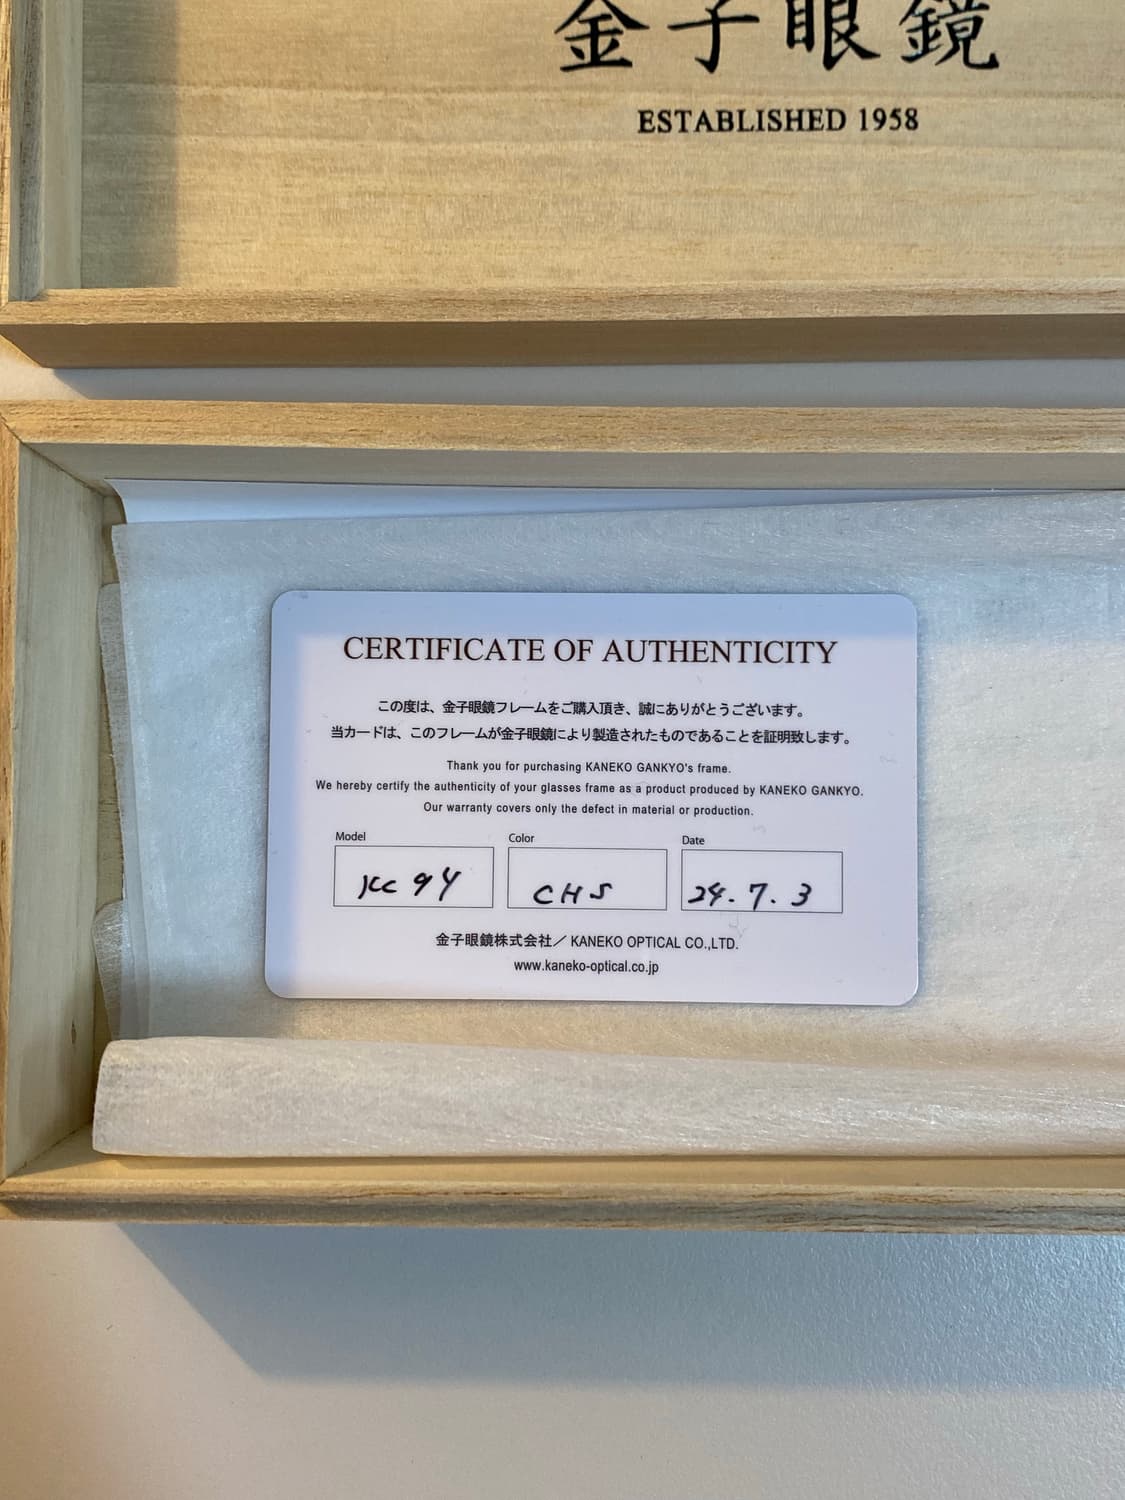 金子眼鏡
ESTABLISHED 1958
CERTIFICATE OF AUTHENTICITY
この度は、金子眼鏡フレームをご購入頂き、誠にありがとうございます。
当カードは、このフレームが金子眼鏡により製造されたものであることを証明致します。
Thank you for purchasing KANEKO GANKYO's frame.
We hereby certify the authenticity of your glasses frame as a product produced by KANEKO GANKYO.
Our warranty covers only the defect in material or production.
Model Color Date
KC 94 CHS 24.7.3
金子眼鏡株式会社／KANEKO OPTICAL CO.,LTD.
www.kaneko-optical.co.jp